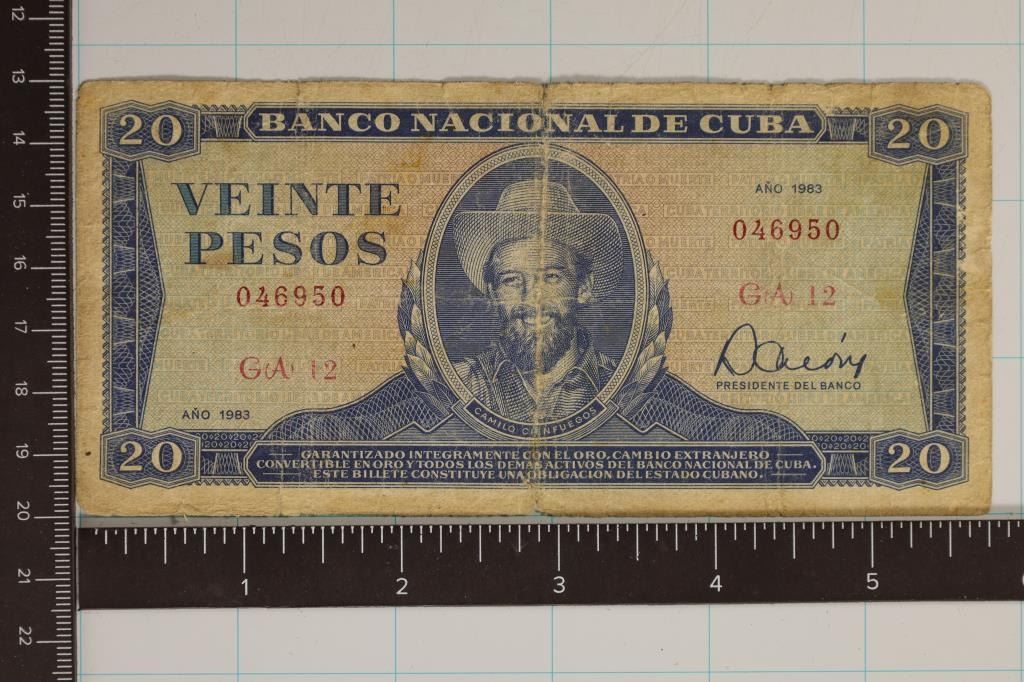 20 BANCO NACIONAL DE CUBA 20
VEINTE
PESOS
AÑO 1983
046950
046950
GA 12
GA 12
PRESIDENTE DEL BANCO
AÑO 1983
CAMILO CIENFUEGOS
20 20
GARANTIZADO INTEGRAMENTE CON EL ORO, CAMBIO EXTRANJERO
CONVERTIBLE EN ORO Y TODOS LOS DEMAS ACTIVOS DEL BANCO NACIONAL DE CUBA.
ESTE BILLETE CONSTITUYE UNA OBLIGACION DEL ESTADO CUBANO.
12
13
14
15
16
17
18
19
20
21
22
1 2 3 4 5